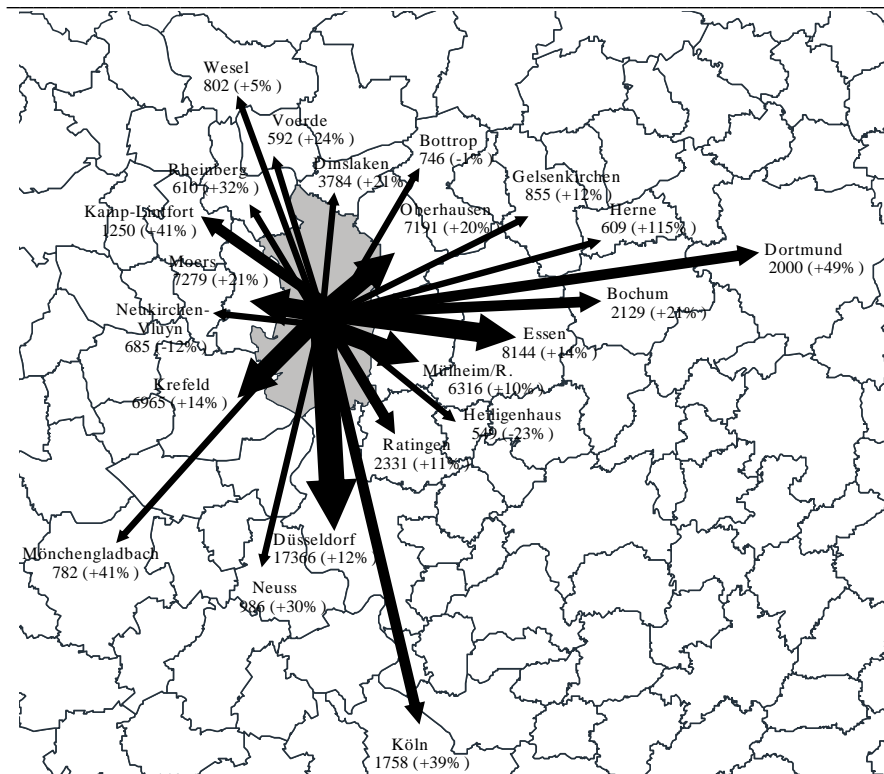 Wesel
802 (+5% )
Voerde
592 (+24% )
Dinslaken
3784 (+21%
Bottrop
746 (-1% )
Rheinberg
610 (+32% )
Gelsenkirchen
855 (+12% )
Kamp-Lintfort
1250 (+41% )
Oberhausen
7191 (+20%
Herne
609 (+115% )
Dortmund
2000 (+49% )
Moers
7279 (+21% )
Bochum
2129 (+21% )
Neukirchen-
Vluyn
685 (-12% )
Essen
8144 (+14% )
Mülheim/R.
6316 (+10% )
Krefeld
6965 (+14% )
Heiligenhaus
549 (-23% )
Ratingen
2331 (+11% )
Düsseldorf
17366 (+12% )
Mönchengladbach
782 (+41% )
Neuss
986 (+30% )
Köln
1758 (+39% )